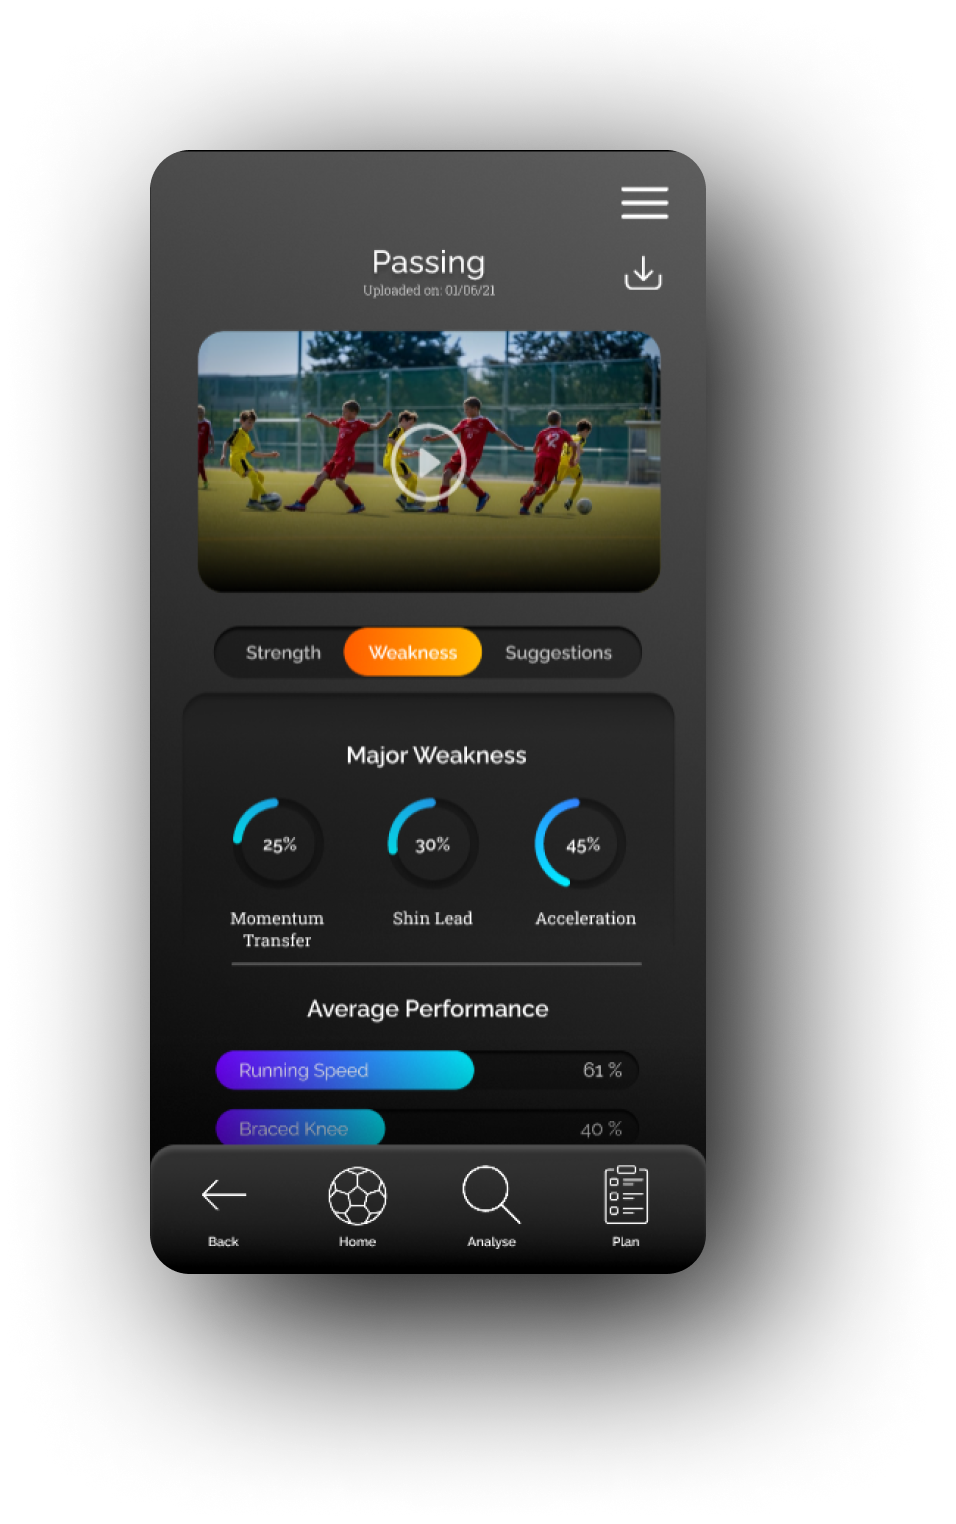 Passing
Uploaded on: 01/06/21
12
Strength Weakness Suggestions
Major Weakness
25% 30% 45%
Momentum Transfer Shin Lead Acceleration
Average Performance
Running Speed 61 %
Braced Knee 40 %
Back Home Analyse Plan